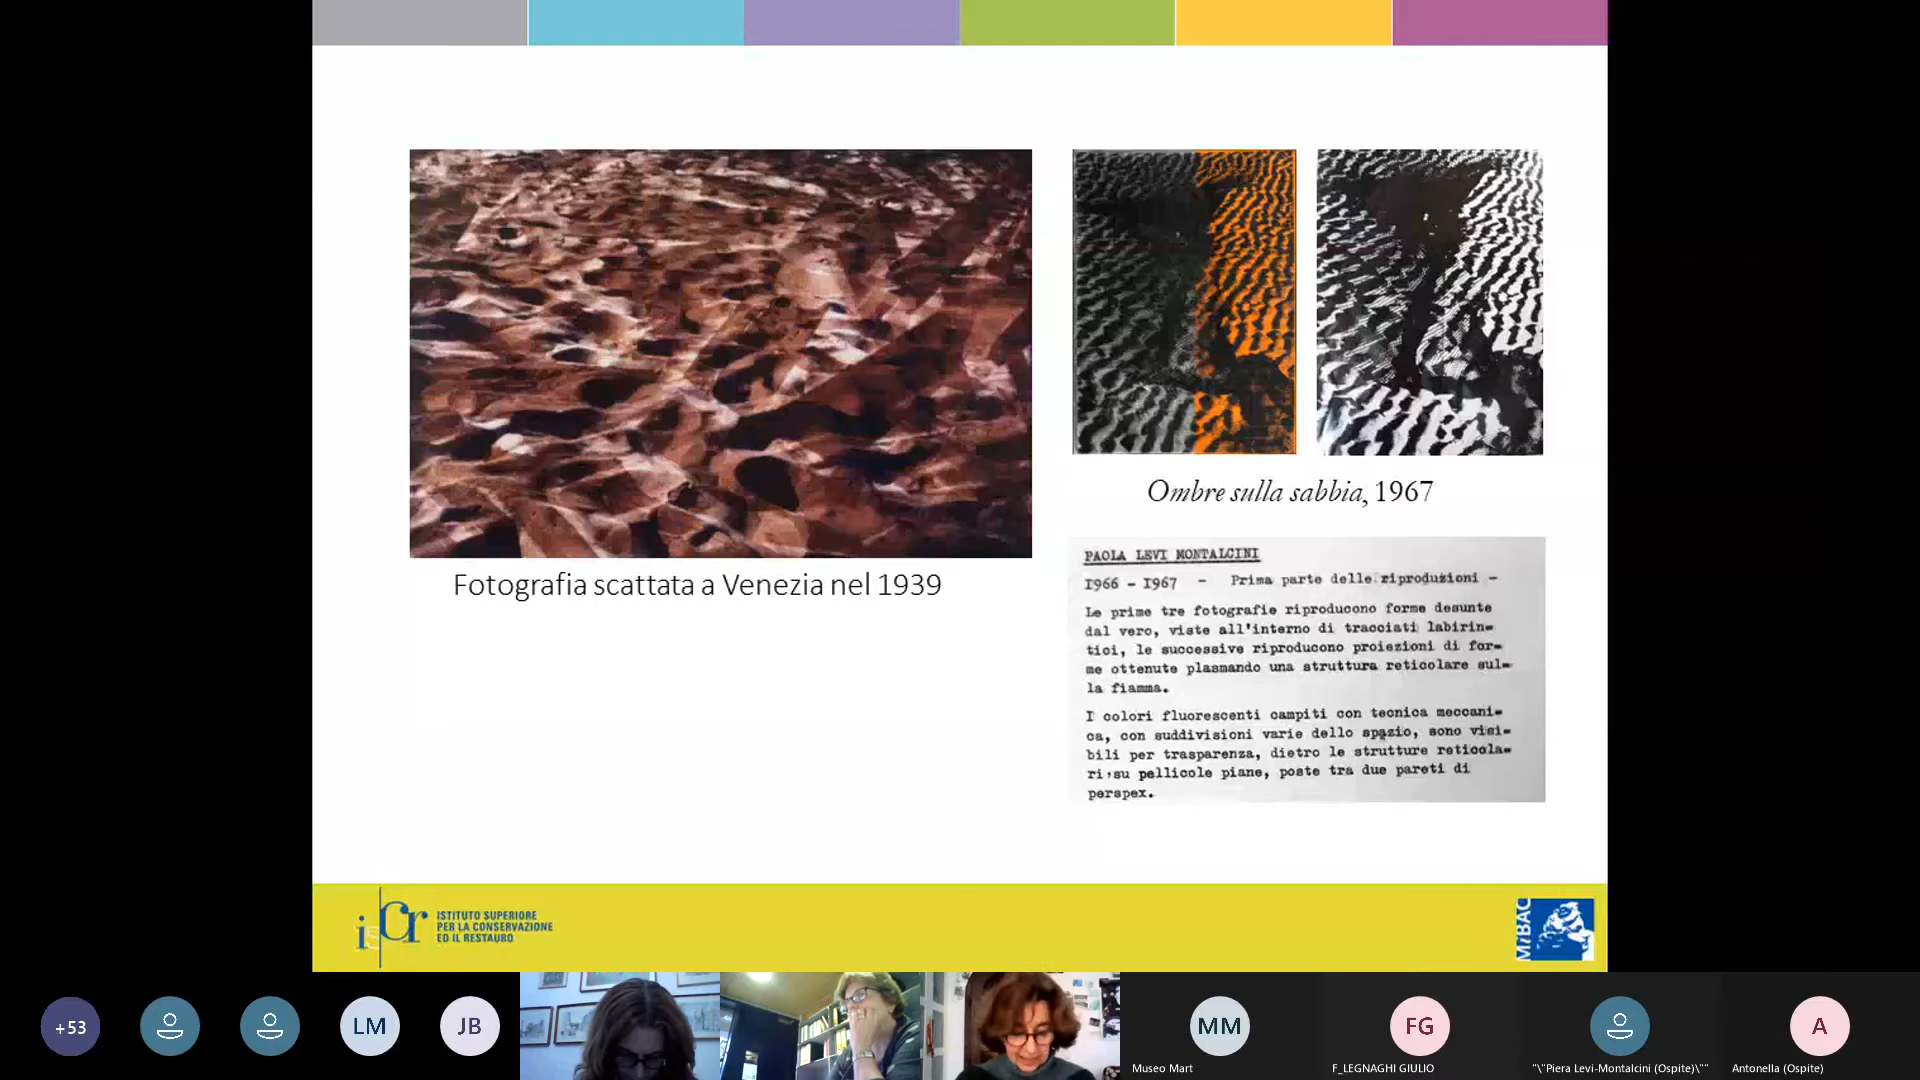 Fotografia scattata a Venezia nel 1939
Ombre sulla sabbia, 1967
PAOLA LEVI MONTALCINI
I966 - I967 - Prima parte delle riproduzioni -
Le prime tre fotografie riproducono forme desunte
dal vero, viste all'interno di tracciati labirin=
tici, le successive riproducono proiezioni di for=
me ottenute plasmando una struttura reticolare sul=
la fiamma.
I colori fluorescenti campiti con tecnica meccani=
ca, con suddivisioni varie dello spazio, sono visi=
bili per trasparenza, dietro le strutture reticola=
ri,su pellicole piane, poste tra due pareti di
perspex.
iscr
ISTITUTO SUPERIORE
PER LA CONSERVAZIONE
ED IL RESTAURO
MiBAC
+53
LM
JB
MM
Museo Mart
FG
F_LEGNAGHI GIULIO
"\"Piera Levi-Montalcini (Ospite)\""
A
Antonella (Ospite)